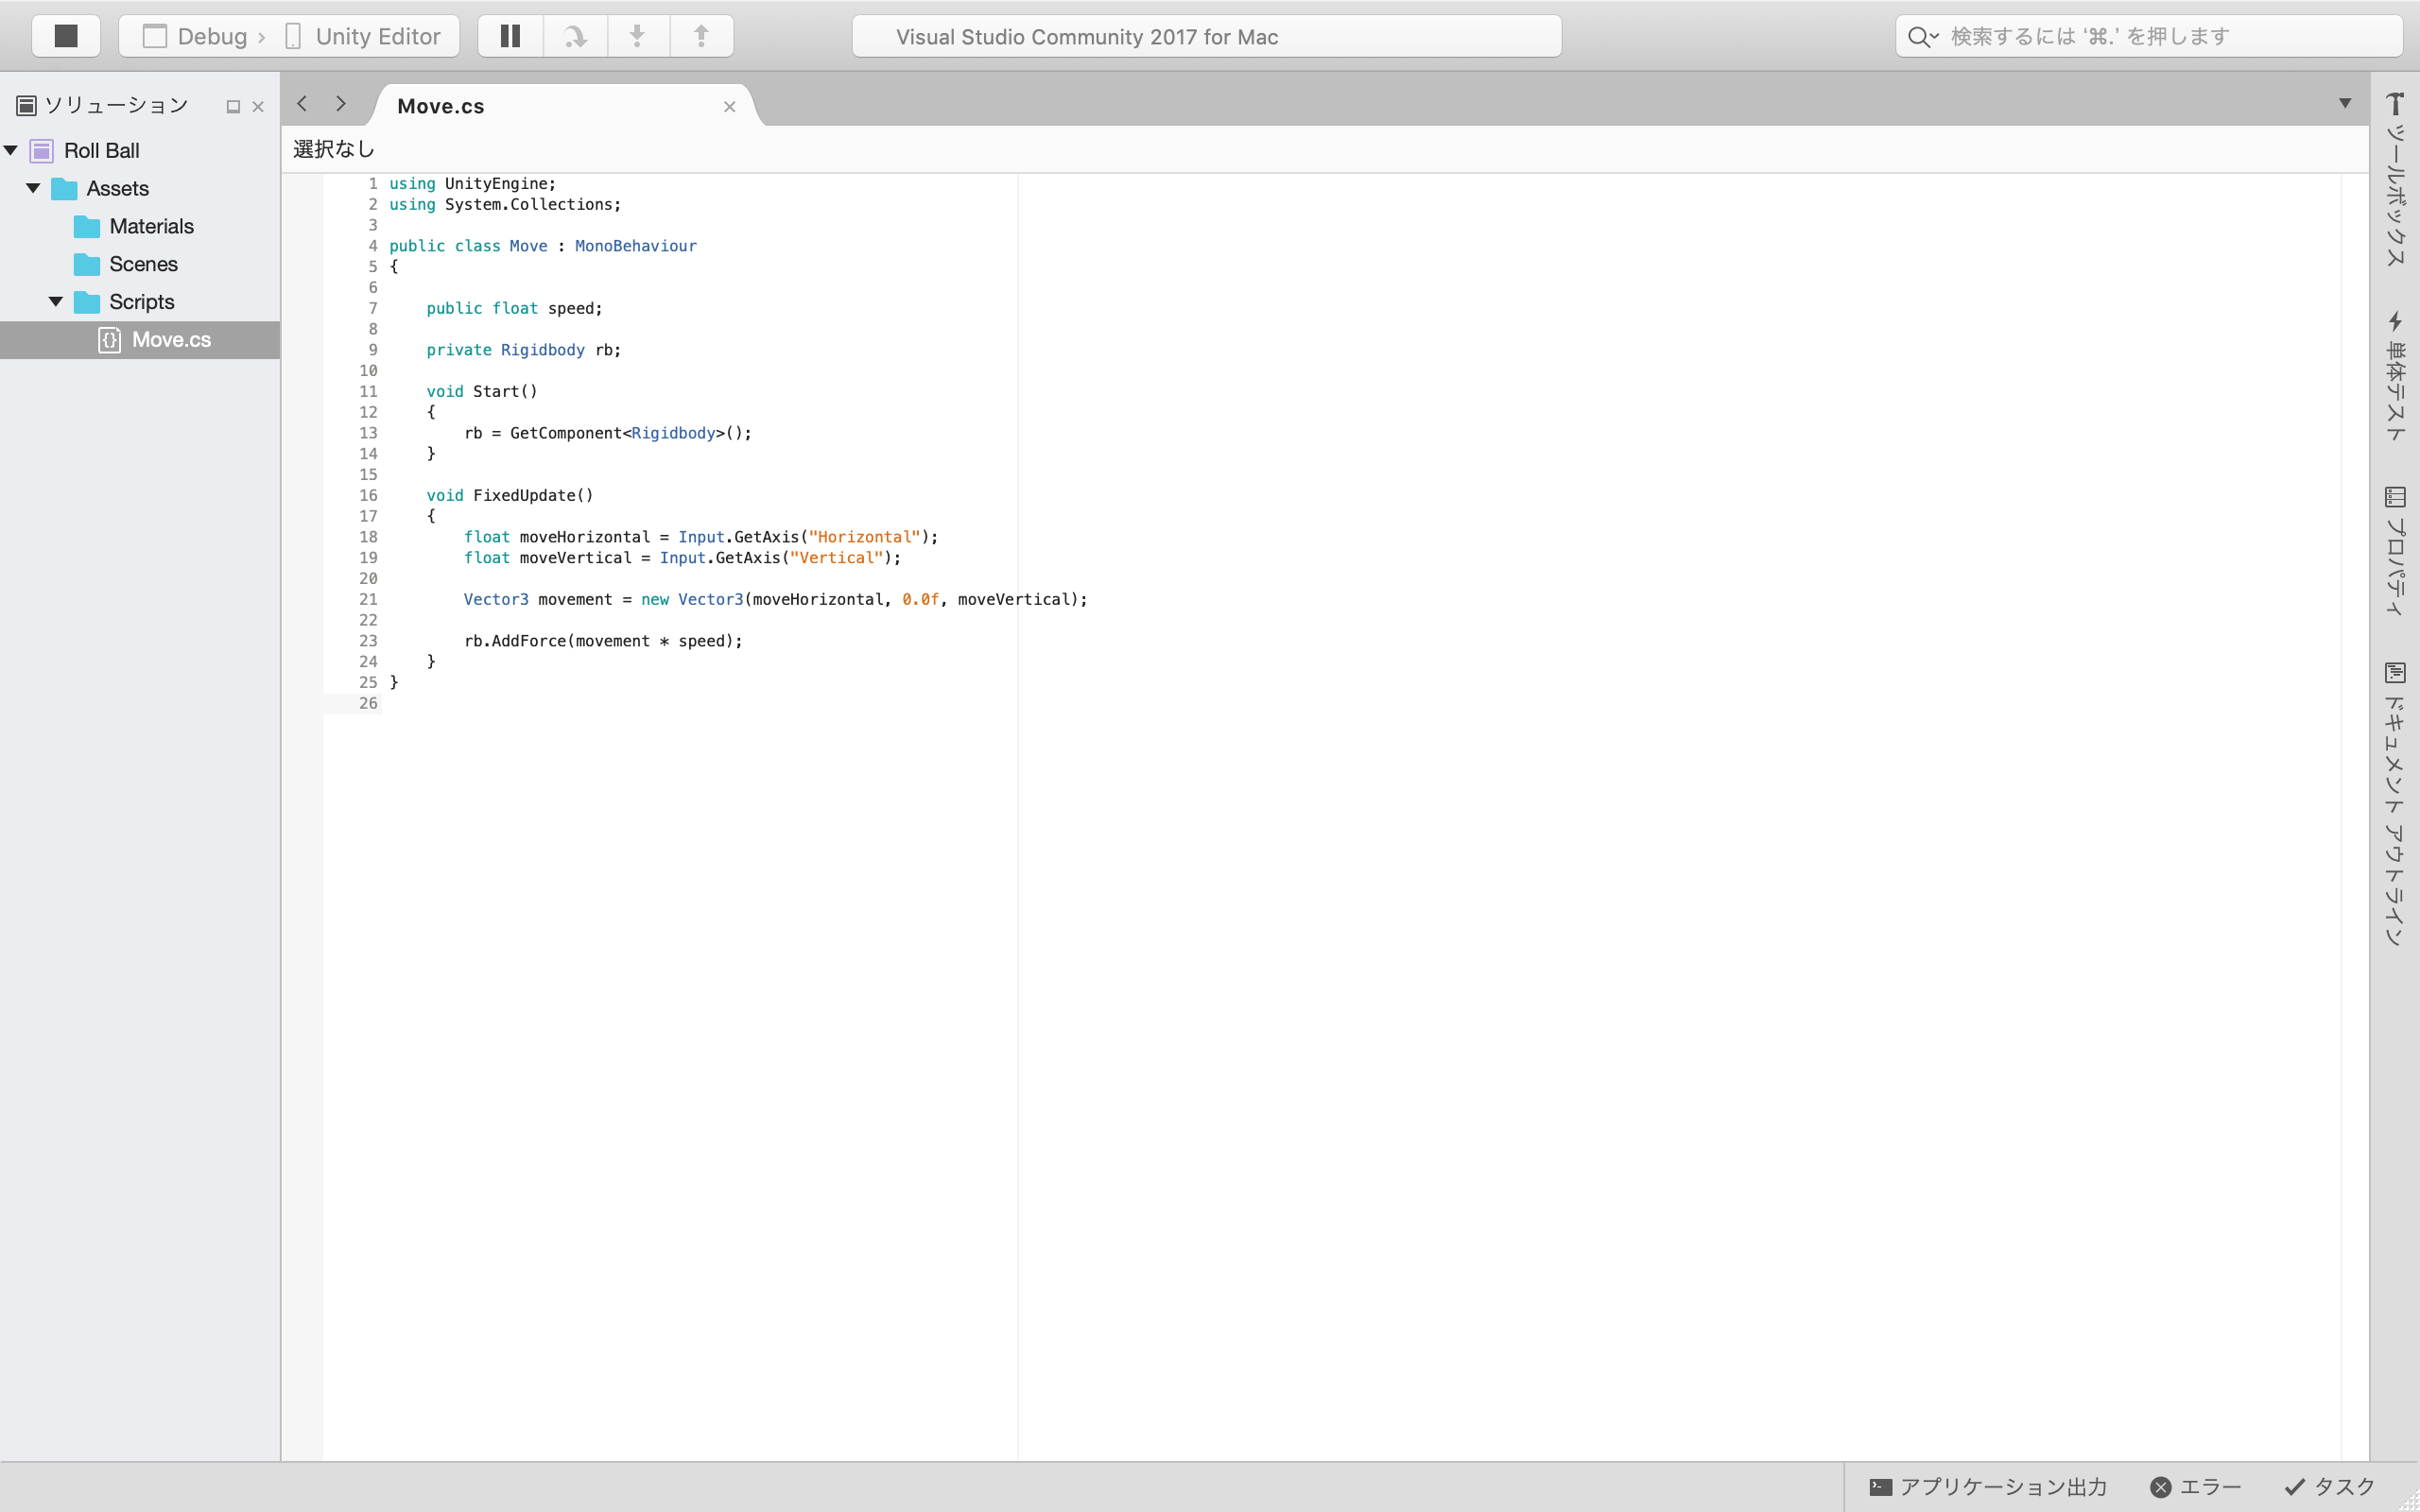 Debug › Unity Editor
Visual Studio Community 2017 for Mac
検索するには ‘⌘.’ を押します
ソリューション
Roll Ball
Assets
Materials
Scenes
Scripts
Move.cs
Move.cs
選択なし
1 using UnityEngine;
2 using System.Collections;
3
4 public class Move : MonoBehaviour
5 {
6
7     public float speed;
8
9     private Rigidbody rb;
10
11     void Start()
12     {
13         rb = GetComponent<Rigidbody>();
14     }
15
16     void FixedUpdate()
17     {
18         float moveHorizontal = Input.GetAxis("Horizontal");
19         float moveVertical = Input.GetAxis("Vertical");
20
21         Vector3 movement = new Vector3(moveHorizontal, 0.0f, moveVertical);
22
23         rb.AddForce(movement * speed);
24     }
25 }
26
ツールボックス
単体テスト
プロパティ
ドキュメント アウトライン
アプリケーション出力
エラー
タスク